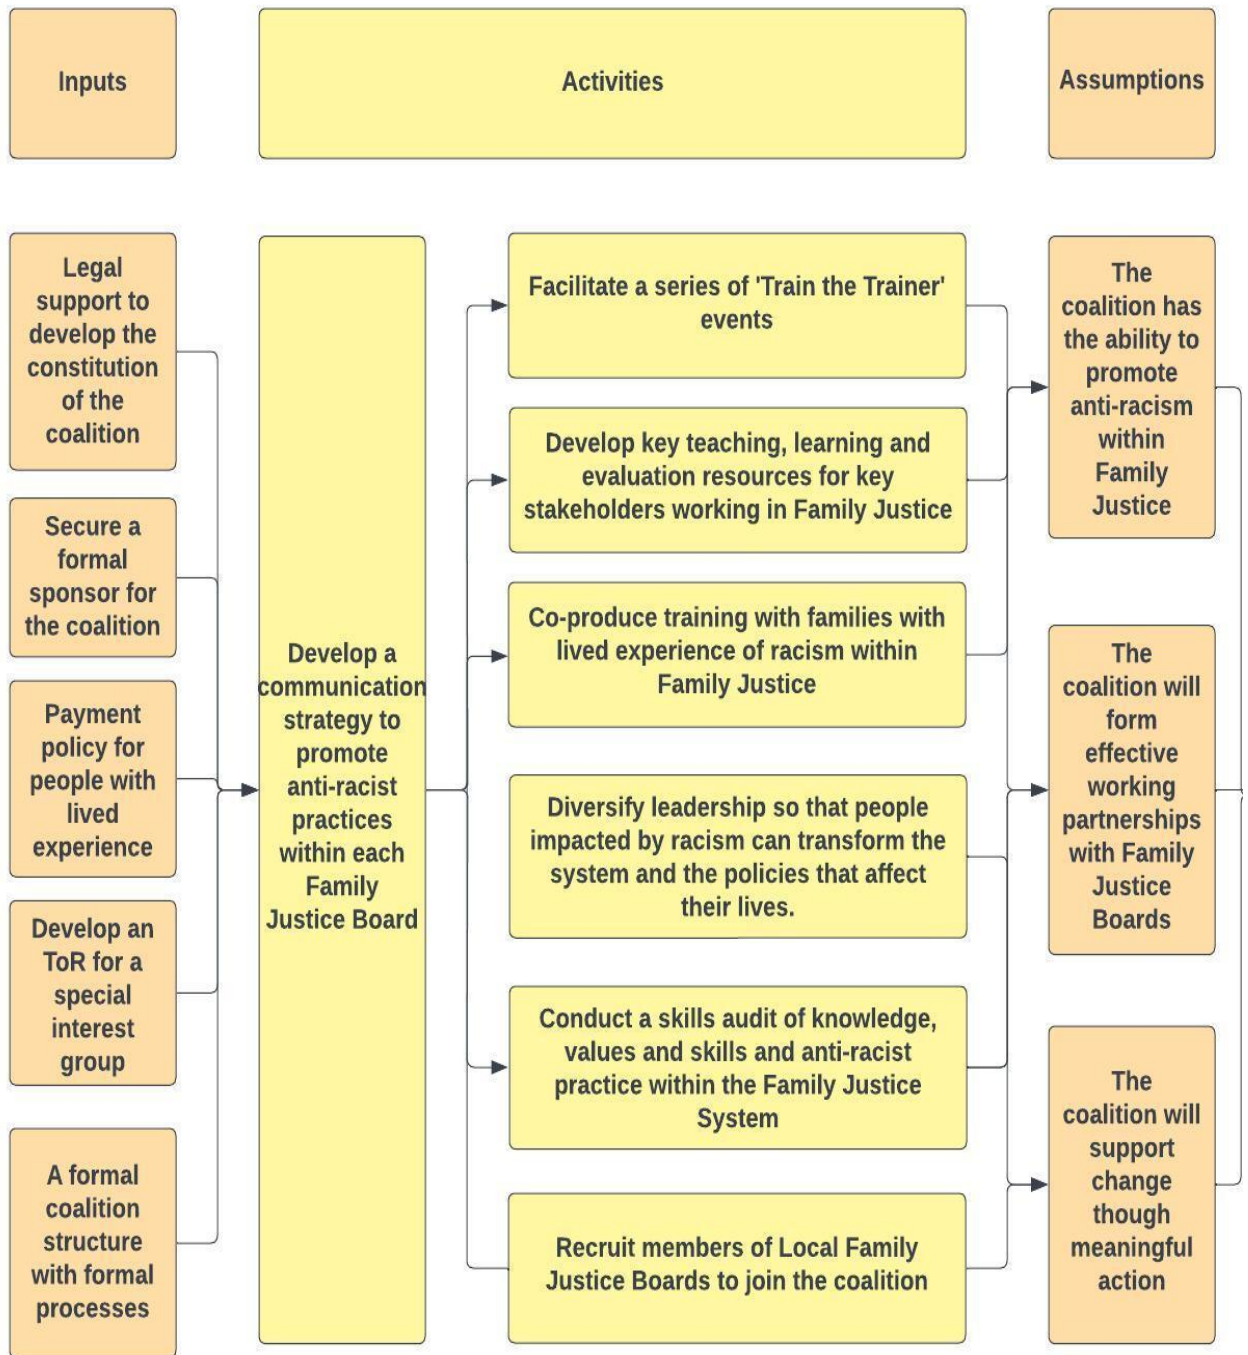 Inputs
Activities
Assumptions
Legal
support to
develop the
constitution
of the
coalition
Secure a
formal
sponsor for
the coalition
Payment
policy for
people with
lived
experience
Develop an
ToR for a
special
interest
group
A formal
coalition
structure
with formal
processes
Develop a
communication
strategy to
promote
anti-racist
practices
within each
Family
Justice Board
Facilitate a series of 'Train the Trainer'
events
Develop key teaching, learning and
evaluation resources for key
stakeholders working in Family Justice
Co-produce training with families with
lived experience of racism within
Family Justice
Diversify leadership so that people
impacted by racism can transform the
system and the policies that affect
their lives.
Conduct a skills audit of knowledge,
values and skills and anti-racist
practice within the Family Justice
System
Recruit members of Local Family
Justice Boards to join the coalition
The
coalition has
the ability to
promote
anti-racism
within
Family
Justice
The
coalition will
form
effective
working
partnerships
with Family
Justice
Boards
The
coalition will
support
change
though
meaningful
action